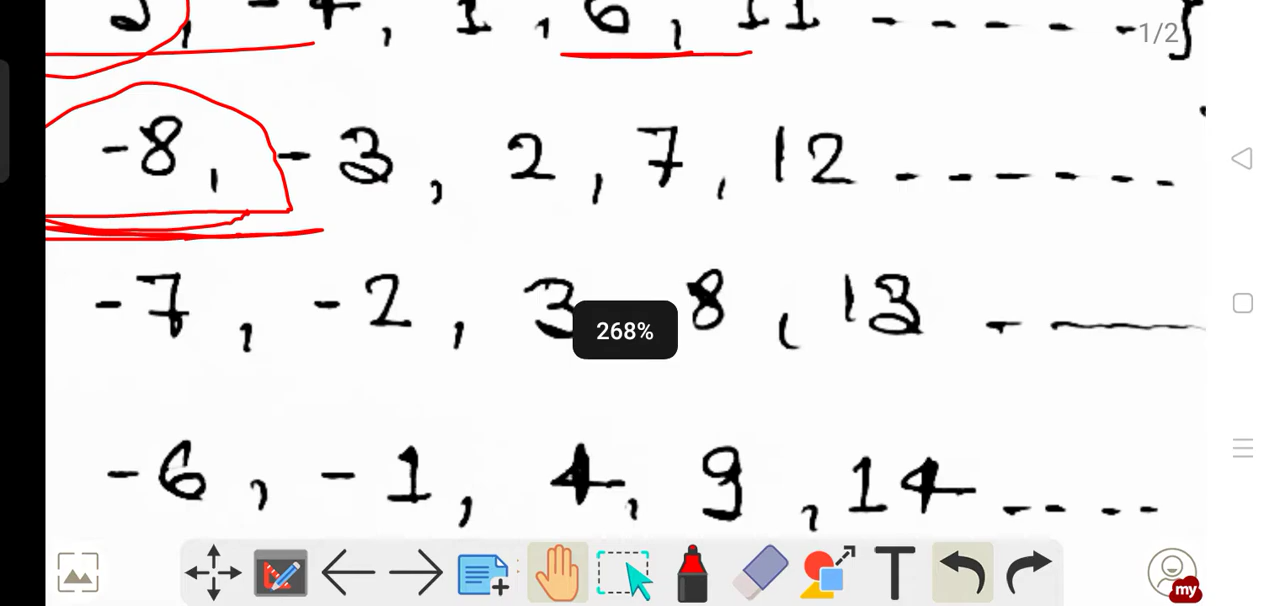 , -4, 1, 6, 11 - - - - - -}
1/2
-8, -3, 2, 7, 12 - - - - - -
-7, -2, 3 8, 13 - —
268%
-6, -1, 4, 9, 14 - - - -
T
my